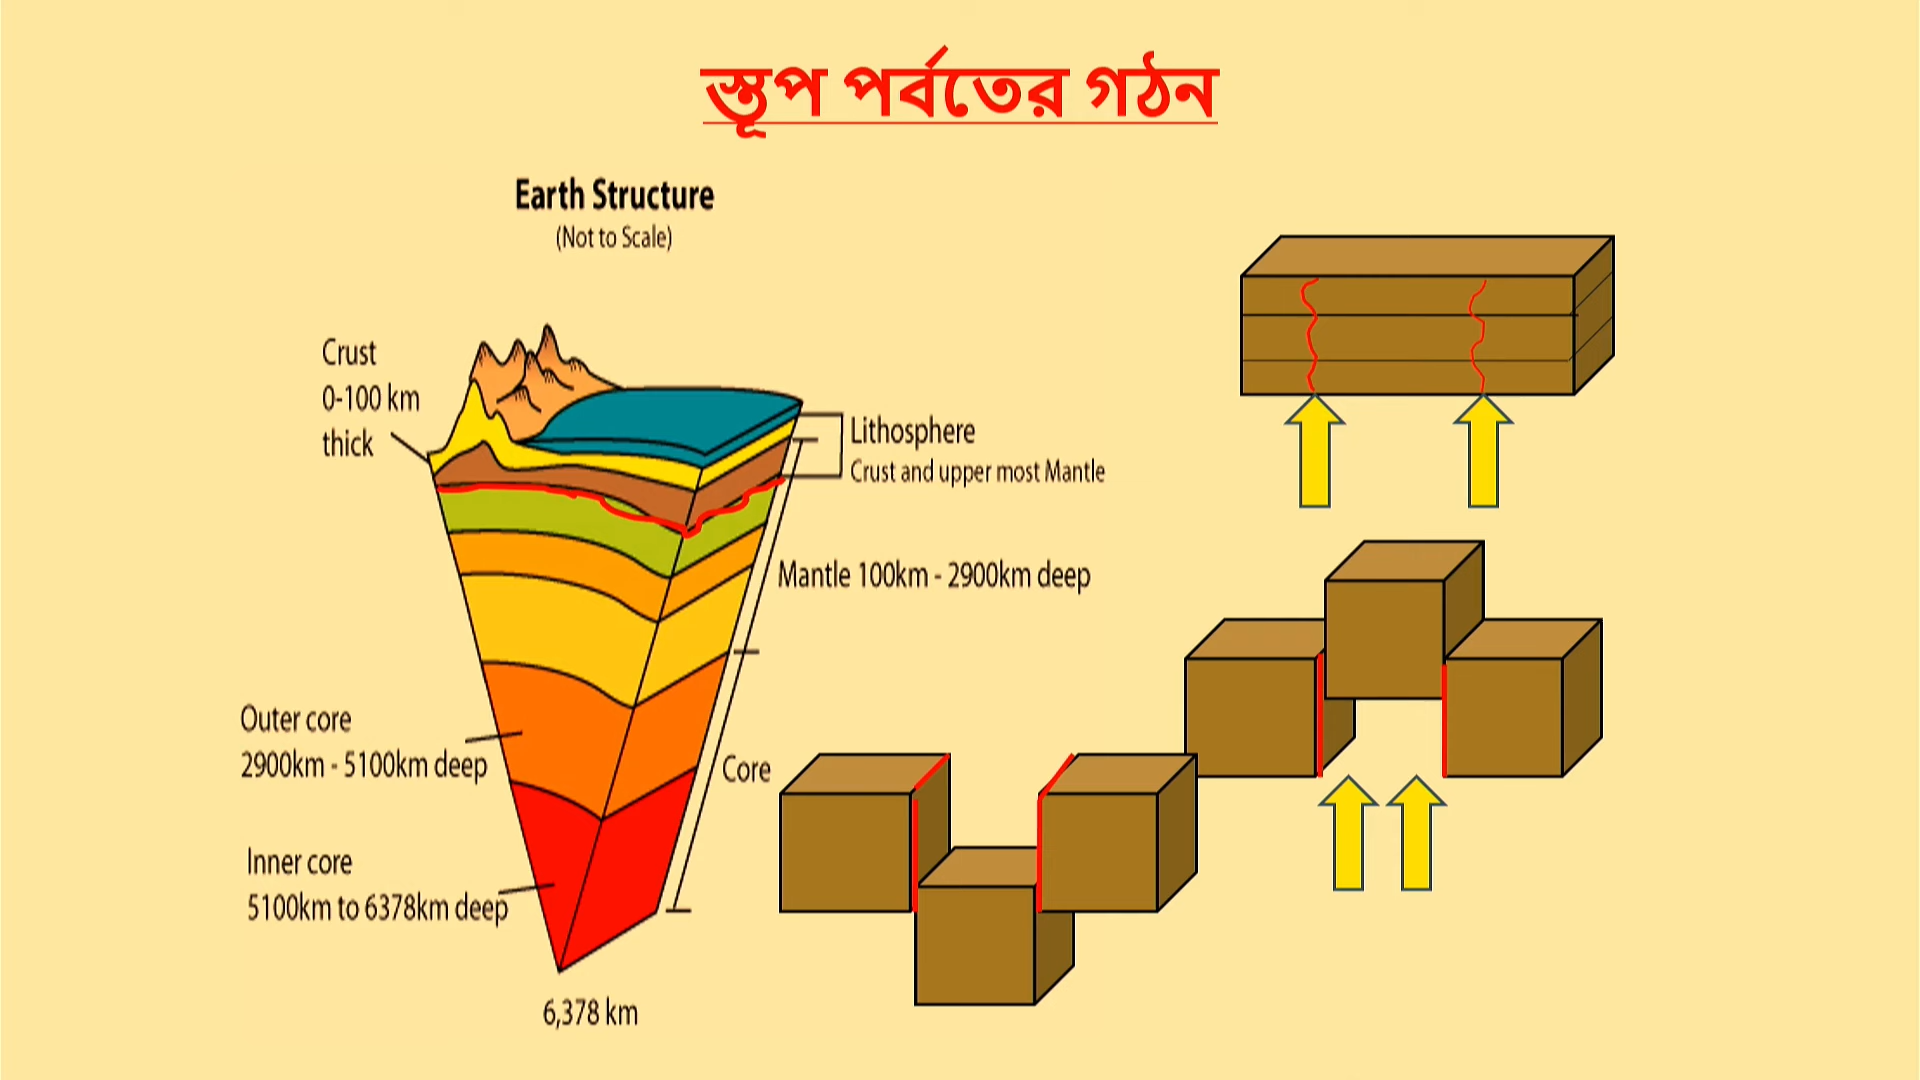 স্তূপ পর্বতের গঠন
Earth Structure
(Not to Scale)
Crust
0-100 km
thick
Lithosphere
Crust and upper most Mantle
Mantle 100km - 2900km deep
Outer core
2900km - 5100km deep
Core
Inner core
5100km to 6378km deep
6,378 km